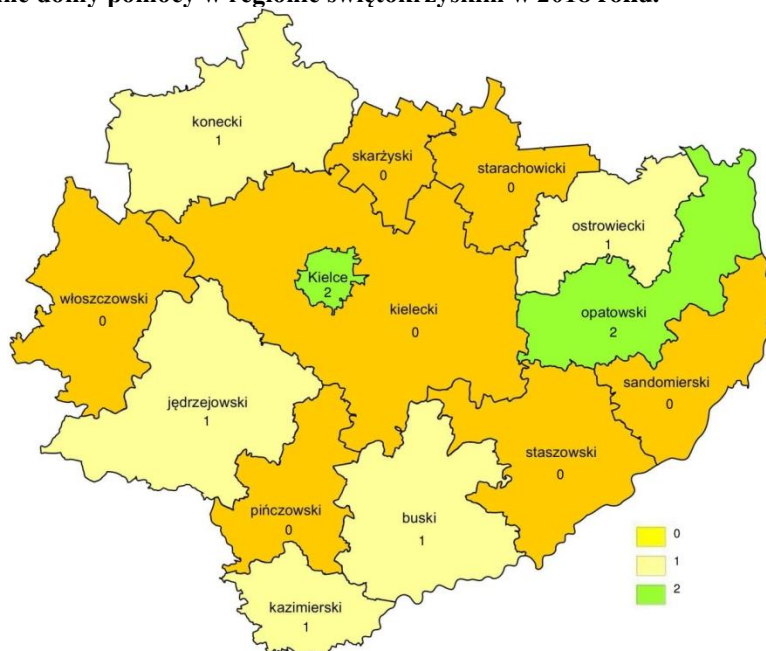 domy pomocy w regionie świętokrzyskim w 2018 roku.
konecki
1
skarżyski
0
starachowicki
0
ostrowiecki
1
Kielce
2
włoszczowski
0
kielecki
0
opatowski
2
sandomierski
0
jędrzejowski
1
staszowski
0
pińczowski
0
buski
1
kazimierski
1
0
1
2